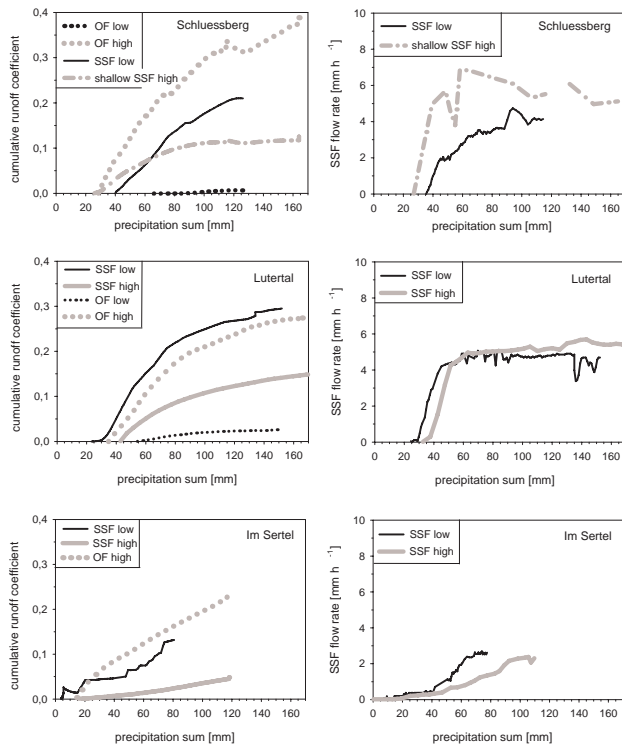 Schluessberg
OF low
OF high
SSF low
shallow SSF high
cumulative runoff coefficient
0,4
0,3
0,2
0,1
0,0
0 20 40 60 80 100 120 140 160
precipitation sum [mm]
Schluessberg
SSF low
shallow SSF high
SSF flow rate [mm h -1]
10
8
6
4
2
0
0 20 40 60 80 100 120 140 160
precipitation sum [mm]
Lutertal
SSF low
SSF high
OF low
OF high
cumulative runoff coefficient
0,4
0,3
0,2
0,1
0,0
0 20 40 60 80 100 120 140 160
precipitation sum [mm]
Lutertal
SSF low
SSF high
SSF flow rate [mm h -1]
10
8
6
4
2
0
0 20 40 60 80 100 120 140 160
precipitation sum [mm]
Im Sertel
SSF low
SSF high
OF high
cumulative runoff coefficient
0,4
0,3
0,2
0,1
0,0
0 20 40 60 80 100 120 140 160
precipitation sum [mm]
Im Sertel
SSF low
SSF high
SSF flow rate [mm h -1]
10
8
6
4
2
0
0 20 40 60 80 100 120 140 160
precipitation sum [mm]